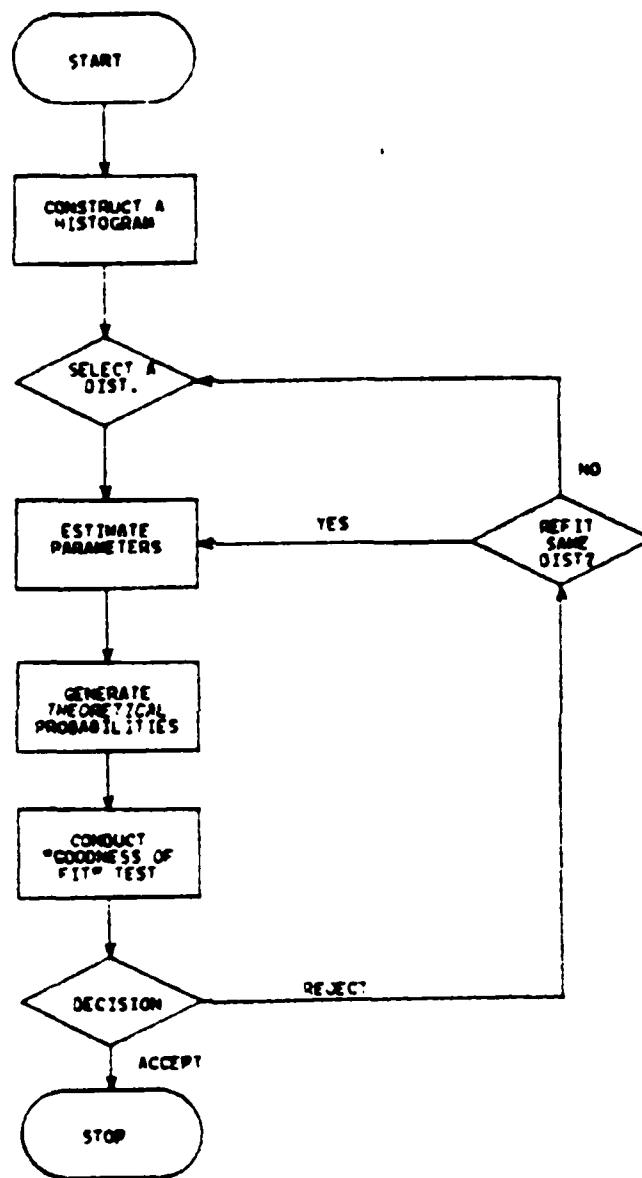 START
CONSTRUCT A
HISTOGRAM
SELECT A
DIST.
NO
ESTIMATE
PARAMETERS
YES
REFIT
SAME
DIST?
GENERATE
THEORETICAL
PROBABILITIES
CONDUCT
"GOODNESS OF
FIT" TEST
DECISION
REJECT
ACCEPT
STOP